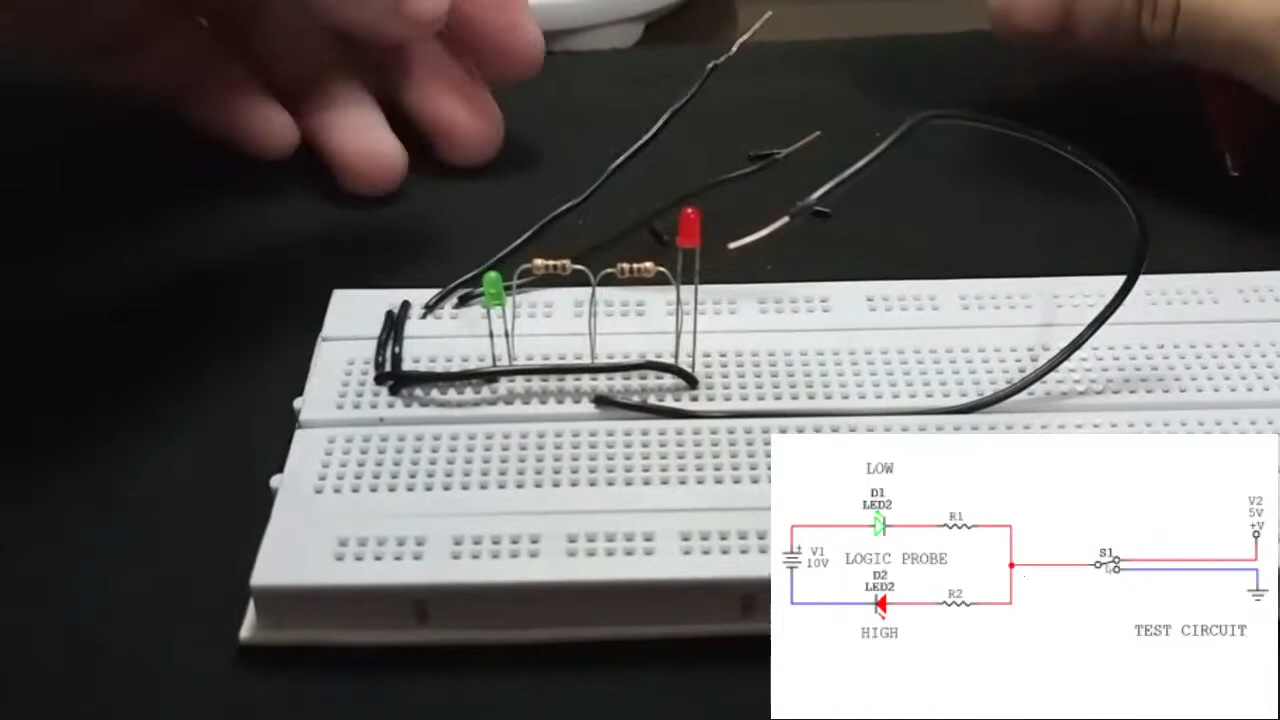 LOW
D1
LED2
R1
V2
5V
+V
+
V1
10V
LOGIC PROBE
S1
D2
LED2
R2
HIGH
TEST CIRCUIT